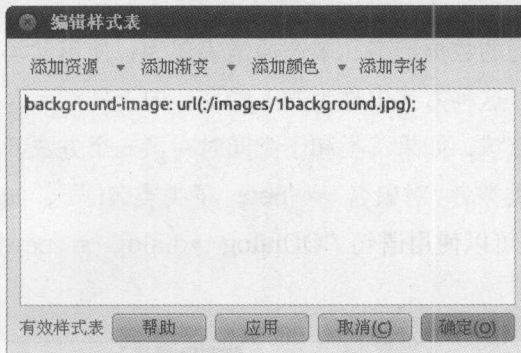 编辑样式表
添加资源 添加渐变 添加颜色 添加字体
background-image: url(:/images/1background.jpg);
有效样式表 帮助 应用 取消(C) 确定(O)